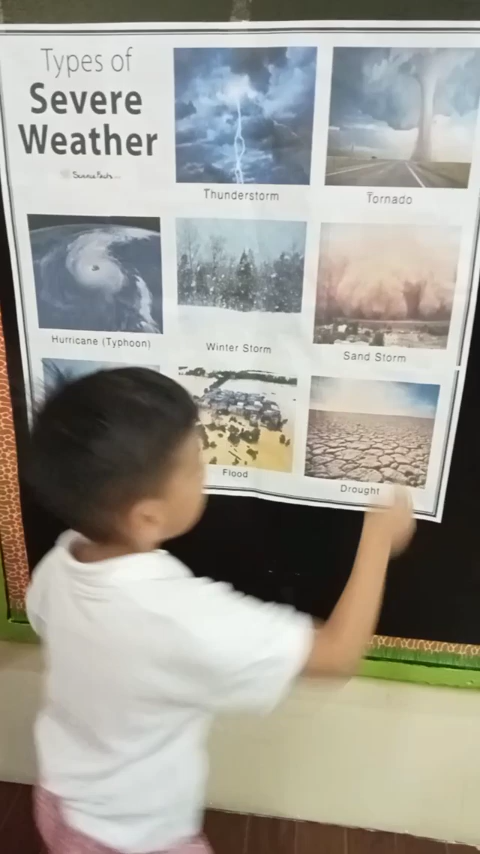 Types of
Severe
Weather
Thunderstorm
Tornado
Hurricane (Typhoon)
Winter Storm
Sand Storm
Flood
Drought